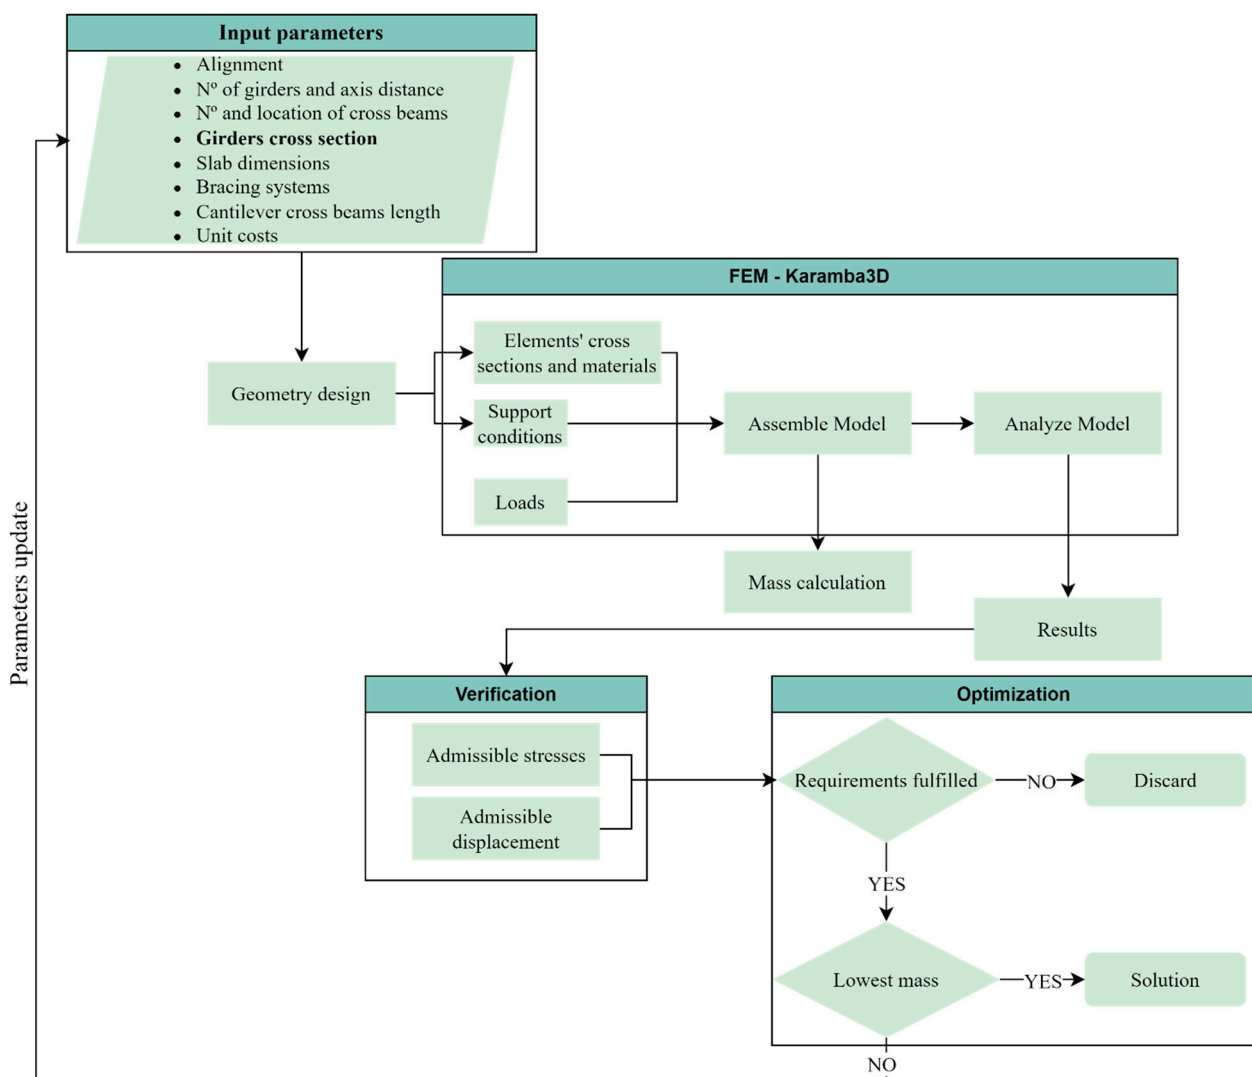 Input parameters
• Alignment
• Nº of girders and axis distance
• Nº and location of cross beams
• Girders cross section
• Slab dimensions
• Bracing systems
• Cantilever cross beams length
• Unit costs
FEM - Karamba3D
Elements' cross
sections and materials
Geometry design
Support
conditions
Assemble Model
Analyze Model
Loads
Parameters update
Mass calculation
Results
Verification
Admissible stresses
Admissible
displacement
Optimization
Requirements fulfilled
NO
Discard
YES
Lowest mass
YES
Solution
NO